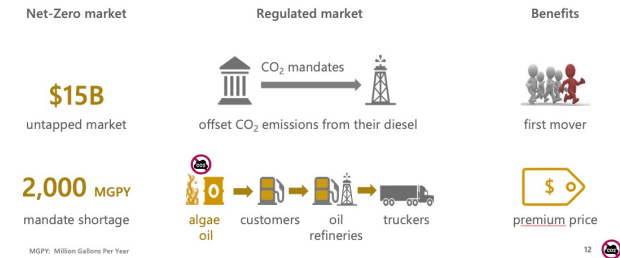 Net-Zero market
Regulated market
Benefits
CO2 mandates
$15B
untapped market
offset CO2 emissions from their diesel
first mover
CO2
$
2,000 MGPY
mandate shortage
algae
oil
customers
oil
refineries
truckers
premium price
MGPY: Million Gallons Per Year
12
CO2